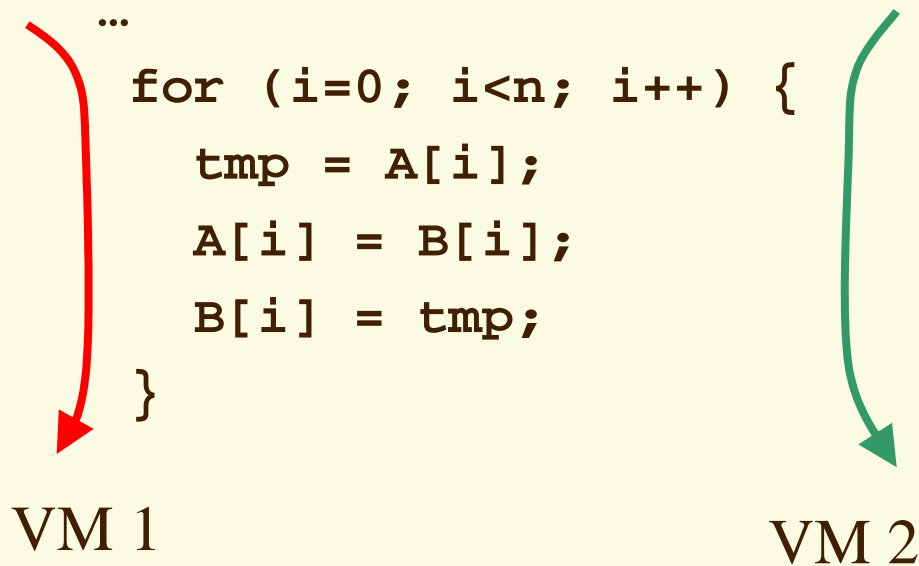 …
for (i=0; i<n; i++) {
tmp = A[i];
A[i] = B[i];
B[i] = tmp;
}
VM 1
VM 2